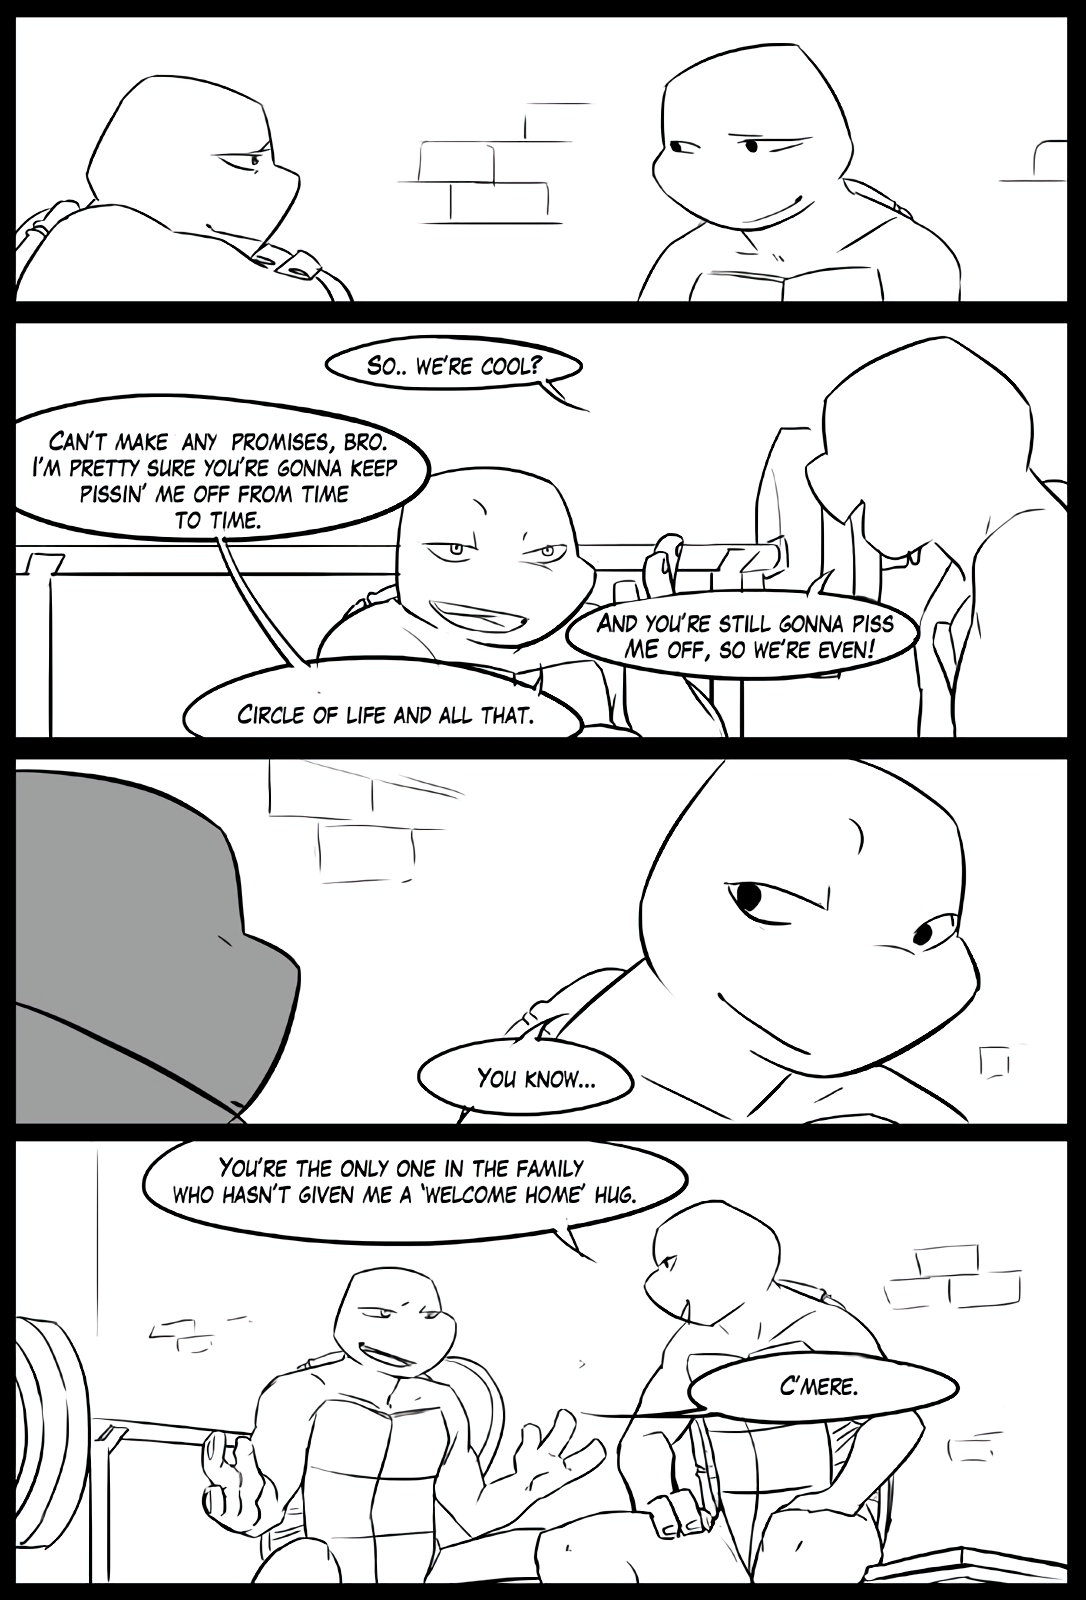 So.. we're cool?
Can't make any promises, bro.
I'm pretty sure you're gonna keep
pissin' me off from time
to time.
And you're still gonna piss
me off, so we're even!
Circle of life and all that.
You know...
You're the only one in the family
who hasn't given me a 'welcome home' hug.
C'mere.